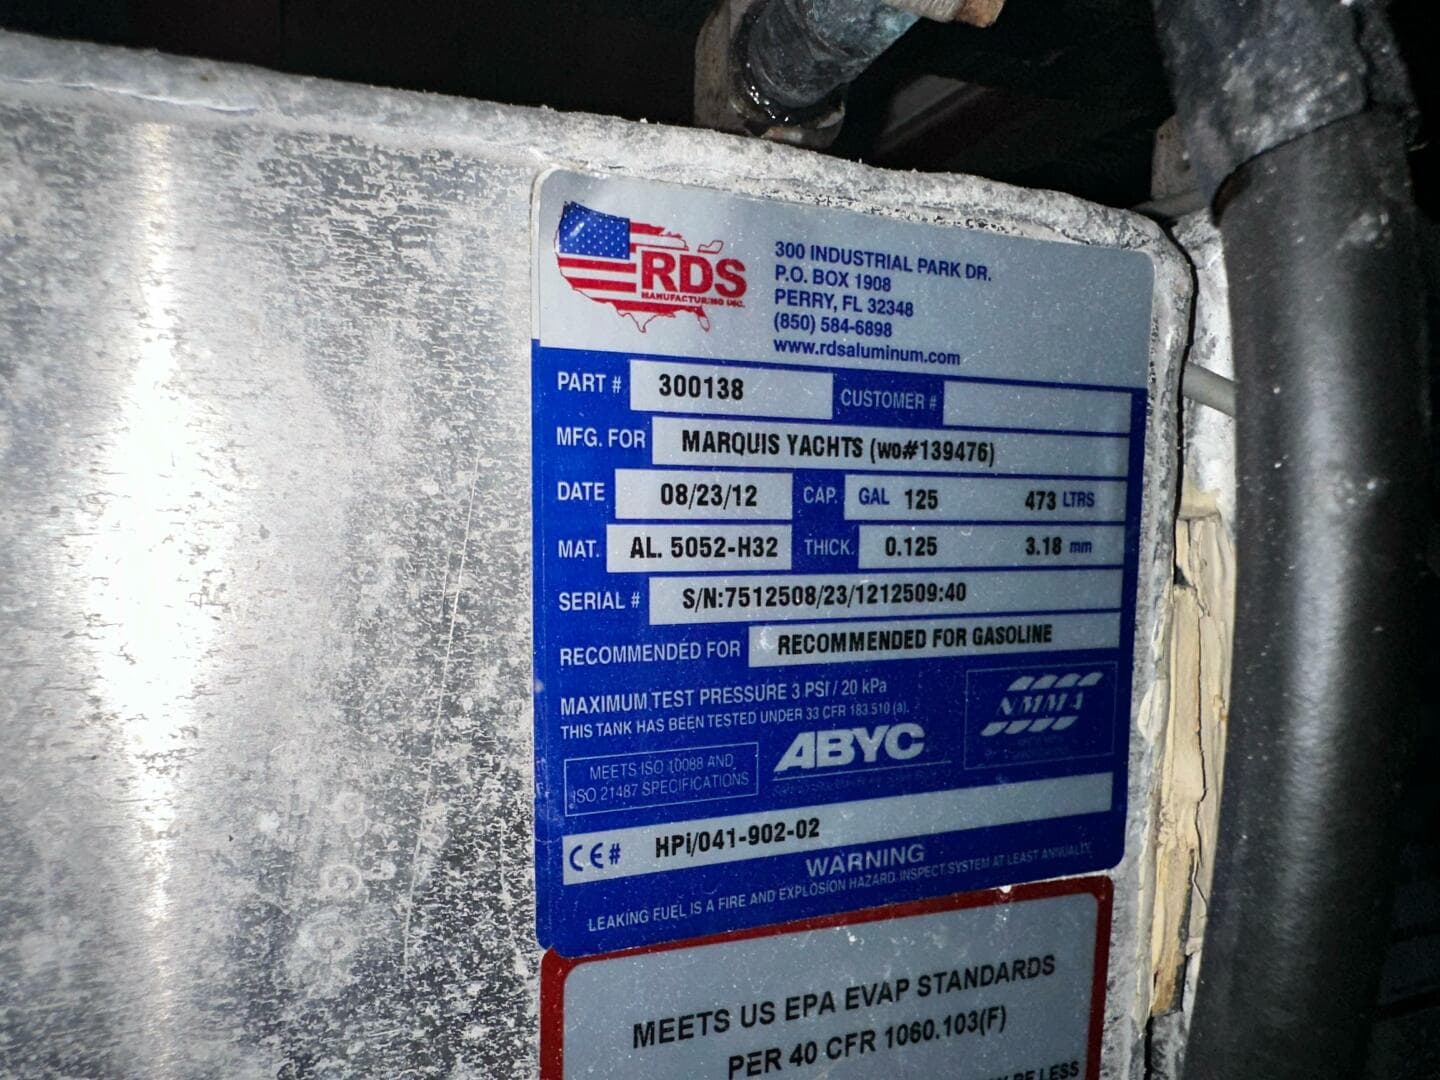 RDS
MANUFACTURING INC.
300 INDUSTRIAL PARK DR.
P.O. BOX 1908
PERRY, FL 32348
(850) 584-6898
www.rdsaluminum.com
PART # 300138 CUSTOMER #
MFG. FOR MARQUIS YACHTS (wo#139476)
DATE 08/23/12 CAP. GAL 125 473 LTRS
MAT. AL. 5052-H32 THICK. 0.125 3.18 mm
SERIAL # S/N:7512508/23/1212509:40
RECOMMENDED FOR RECOMMENDED FOR GASOLINE
MAXIMUM TEST PRESSURE 3 PSI / 20 kPa
THIS TANK HAS BEEN TESTED UNDER 33 CFR 183.510 (a).
MEETS ISO 10088 AND
ISO 21487 SPECIFICATIONS
ABYC
NMMA
CE# HPi/041-902-02
WARNING
LEAKING FUEL IS A FIRE AND EXPLOSION HAZARD. INSPECT SYSTEM AT LEAST ANNUALLY.
MEETS US EPA EVAP STANDARDS
PER 40 CFR 1060.103(F)
BE LESS